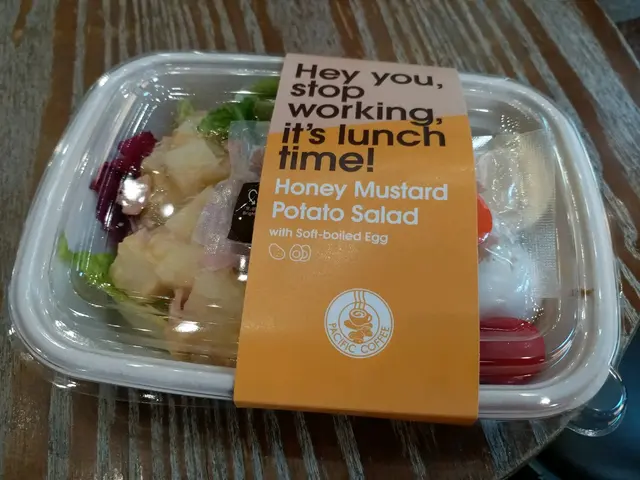 Hey you,
stop
working,
it's lunch
time!
Honey Mustard
Potato Salad
with Soft-boiled Egg
PACIFIC COFFEE